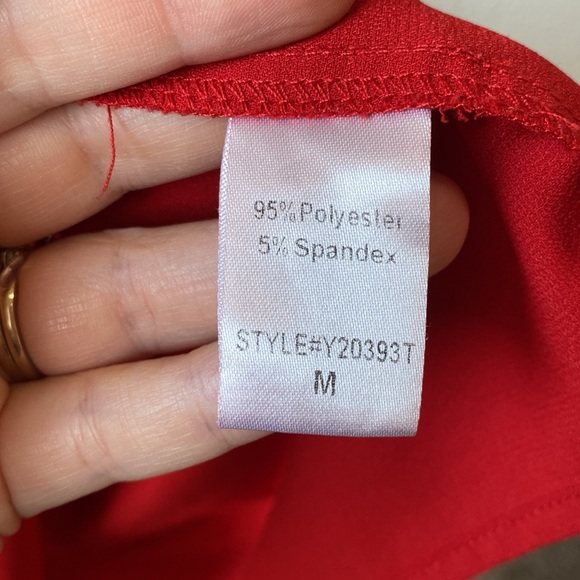 95% Polyester
5% Spandex
STYLE#Y20393T
M